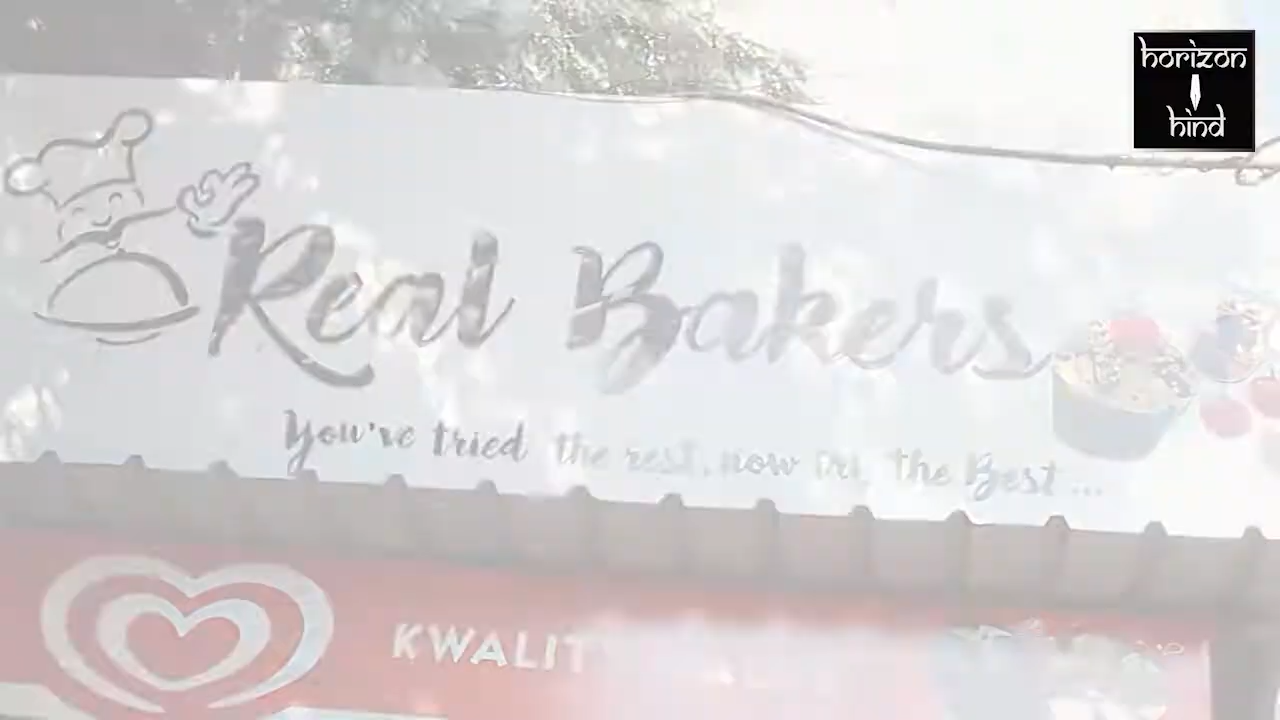 horizon
hind
Real Bakers
You've tried the rest, now try the Best ...
KWALIT